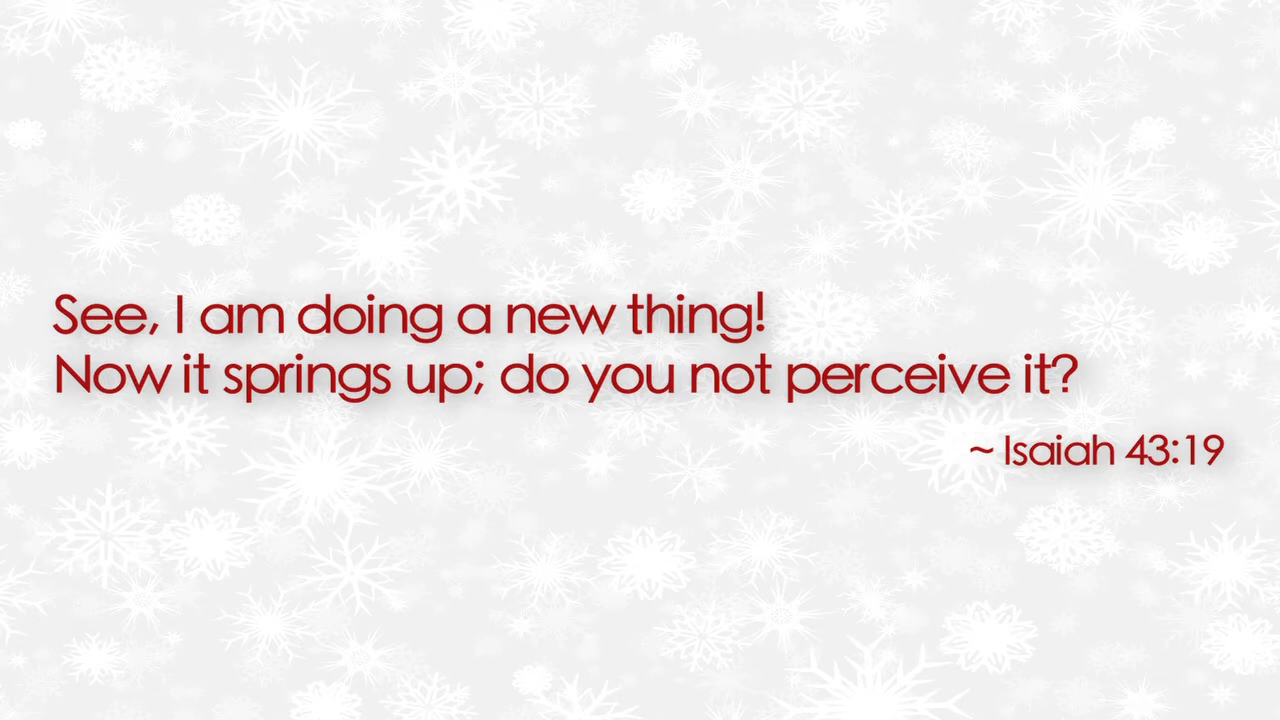 See, I am doing a new thing!
Now it springs up; do you not perceive it?
~ Isaiah 43:19